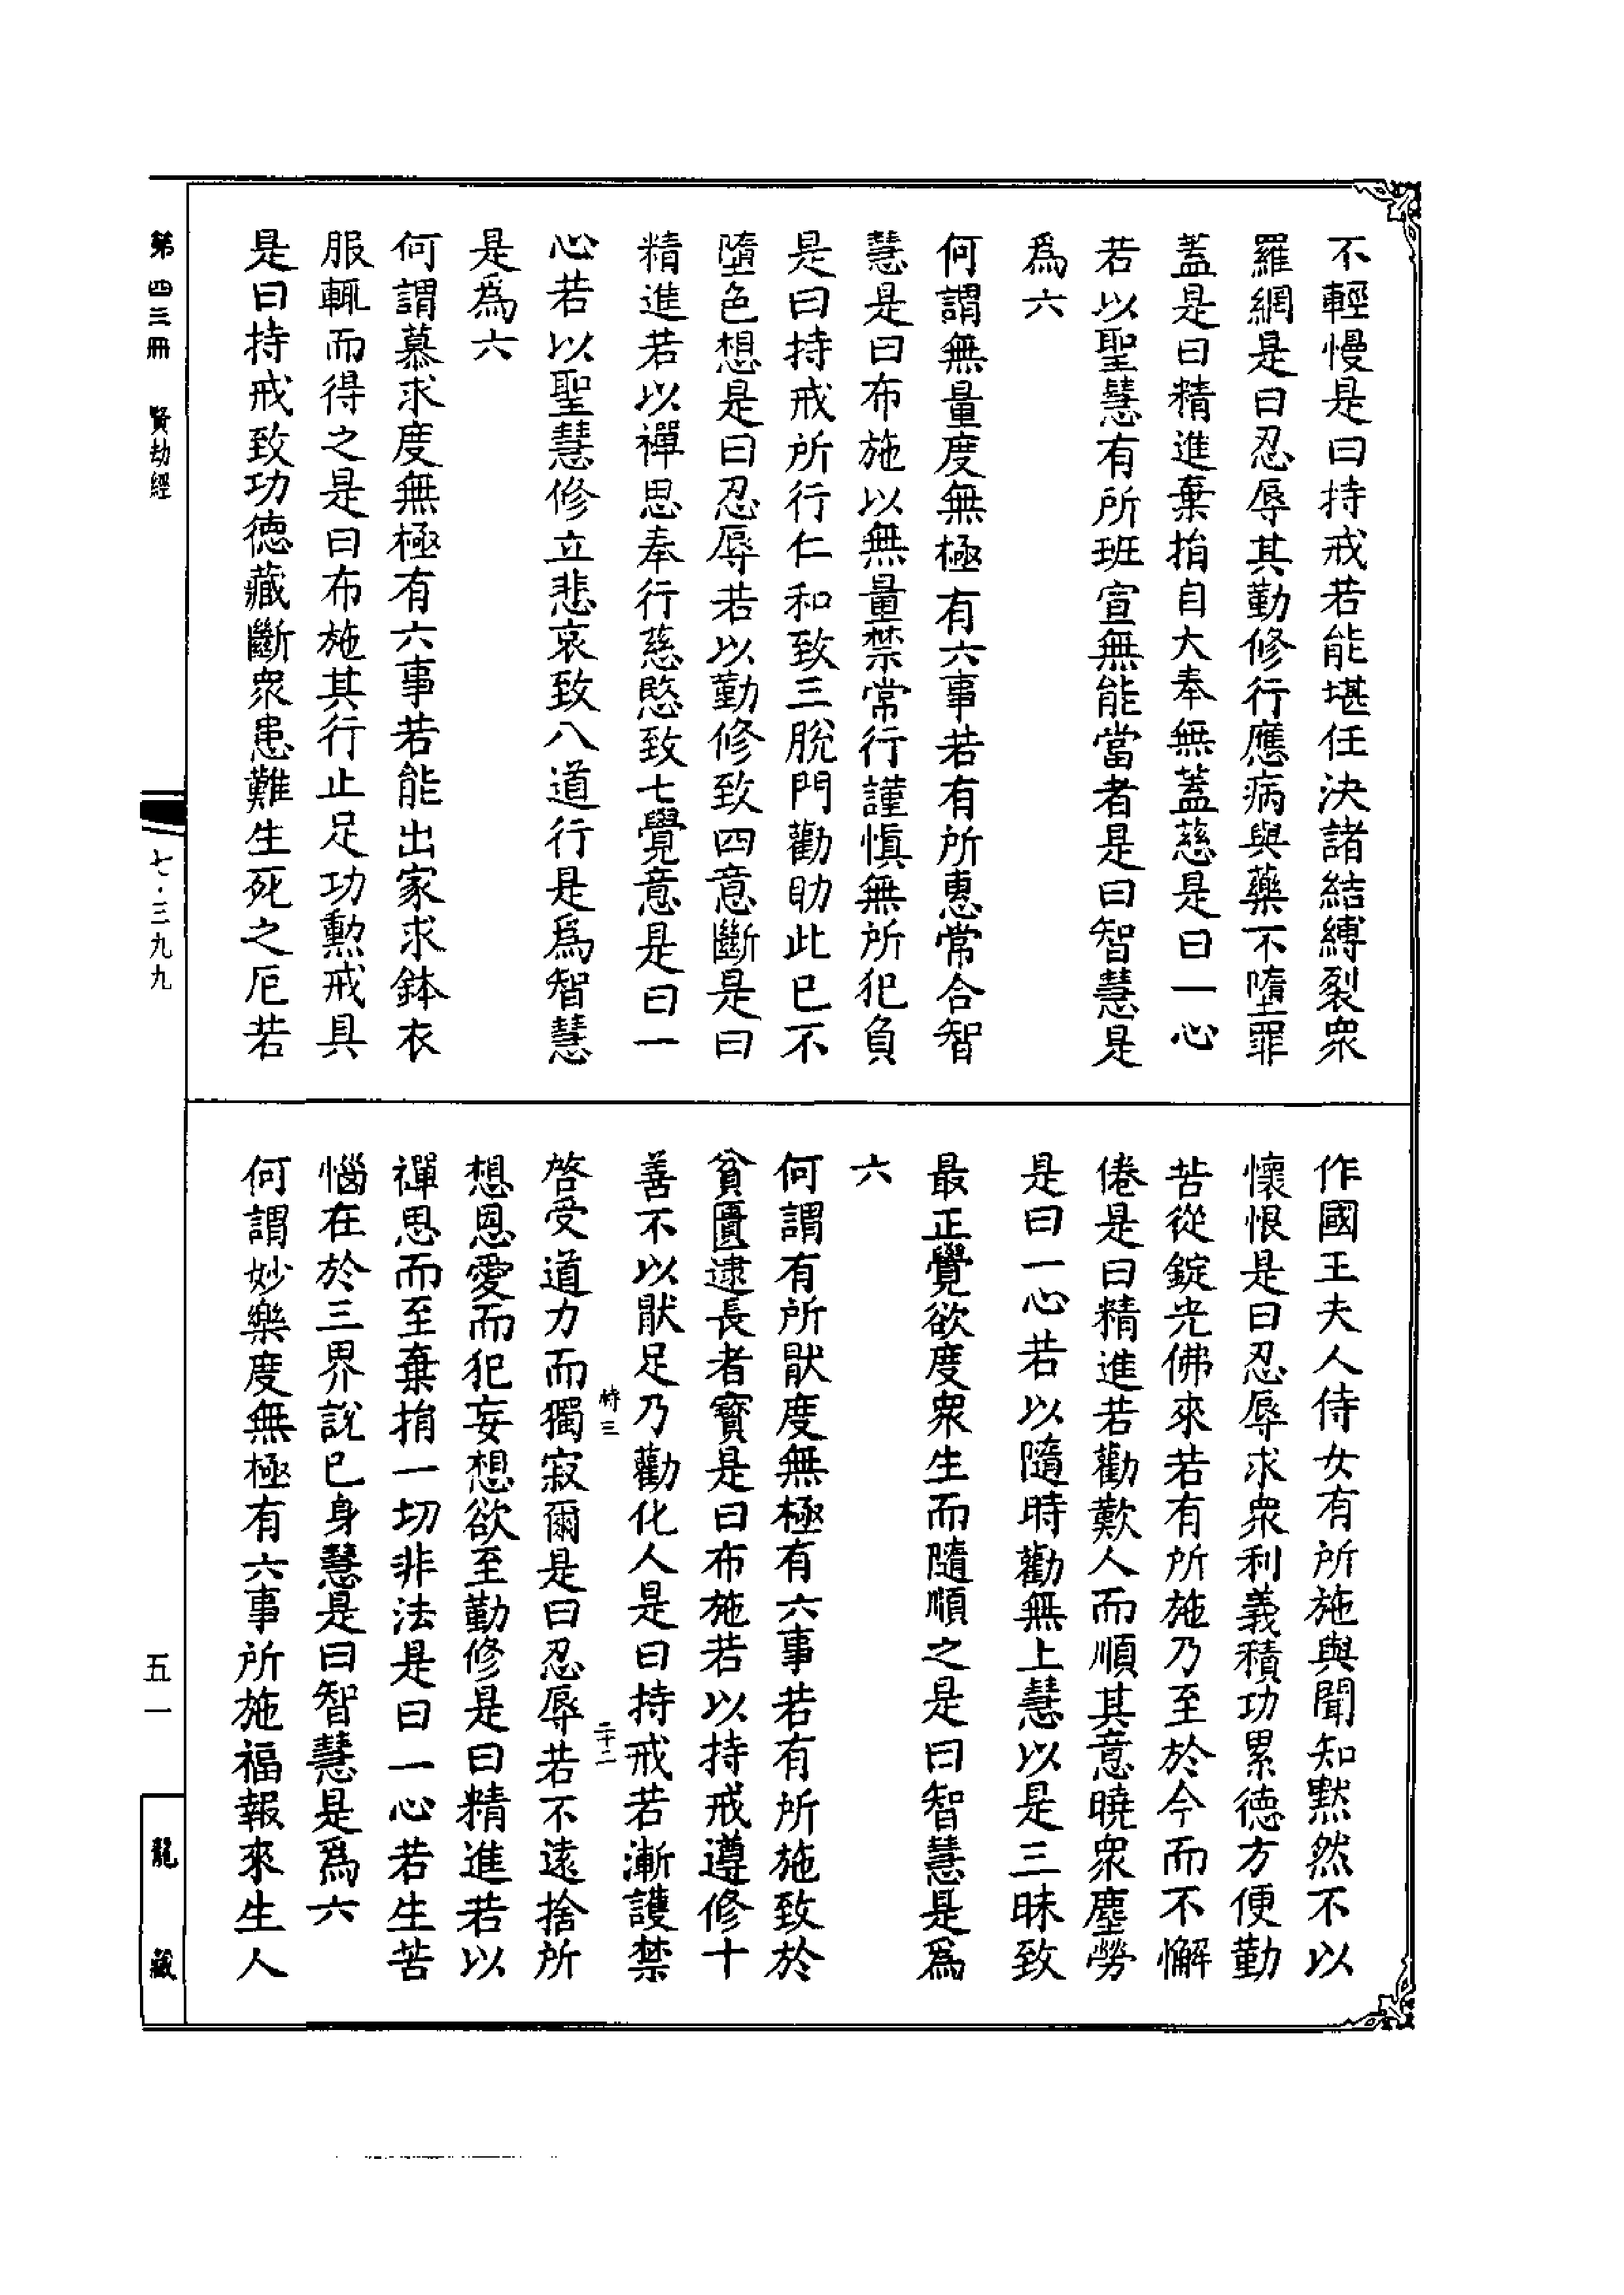 不輕慢是曰持戒若能堪任決諸結縛裂衆
羅網是曰忍辱其勤修行應病與藥不墮罪
蓋是曰精進棄捐自大奉無蓋慈是曰一心
若以聖慧有所班宣無能當者是曰智慧是
爲六
何謂無量度無極有六事若有所惠常合智
慧是曰布施以無量禁常行謹慎無所犯負
是曰持戒所行仁和致三脫門勸助此已不
墮色想是曰忍辱若以勤修致四意斷是曰
精進若以禪思奉行慈愍致七覺意是曰一
心若以聖慧修立悲哀致八道行是爲智慧
是爲六
何謂慕求度無極有六事若能出家求鉢衣
服輒而得之是曰布施其行止足功勲戒具
是曰持戒致功德藏斷衆患難生死之厄若
作國王夫人侍女有所施與聞知黙然不以
懷恨是曰忍辱求衆利義積功累德方便勤
苦從錠光佛來若有所施乃至於今而不懈
倦是曰精進若勸歎人而順其意曉衆塵勞
是曰一心若以隨時勸無上慧以是三昧致
最正覺欲度衆生而隨順之是曰智慧是爲
六
何謂有所猒度無極有六事若有所施致於
貧匱逮長者寶是曰布施若以持戒遵修十
善不以猒足乃勸化人是曰持戒若漸護禁
啓受道力而獨寂爾是曰忍辱若不遠捨所
想恩愛而犯妄想欲至勤修是曰精進若以
禪思而至棄捐一切非法是曰一心若生苦
惱在於三界說已身慧是曰智慧是爲六
何謂妙樂度無極有六事所施福報來生人
二十二
第四三冊 賢劫經
七·三九九
五一
龍藏